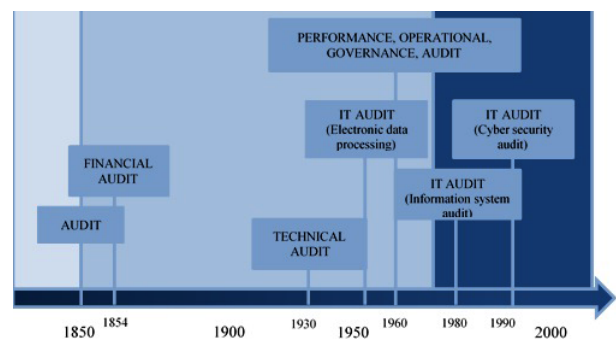 PERFORMANCE, OPERATIONAL,
GOVERNANCE, AUDIT
IT AUDIT
(Electronic data
processing)
IT AUDIT
(Cyber security
audit)
FINANCIAL
AUDIT
IT AUDIT
(Information system
audit)
AUDIT
TECHNICAL
AUDIT
1850
1854
1900
1930
1950
1960
1980
1990
2000